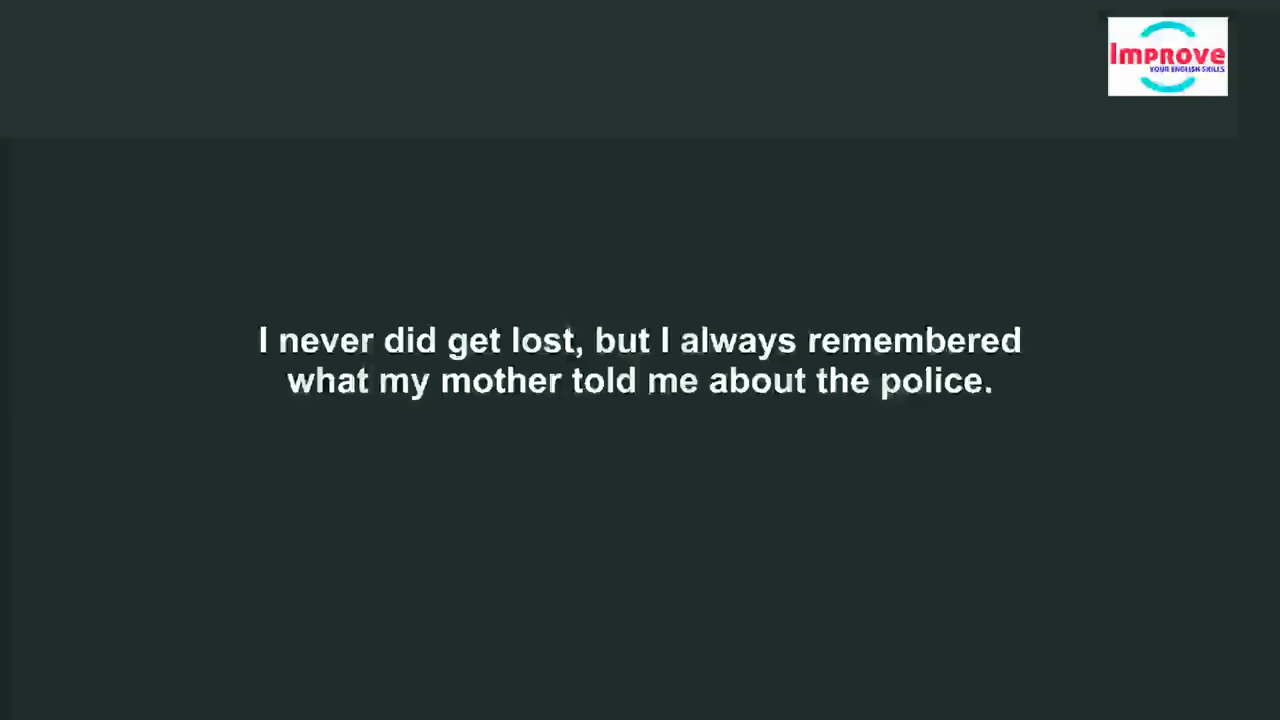 Improve
YOUR ENGLISH SKILLS
I never did get lost, but I always remembered
what my mother told me about the police.